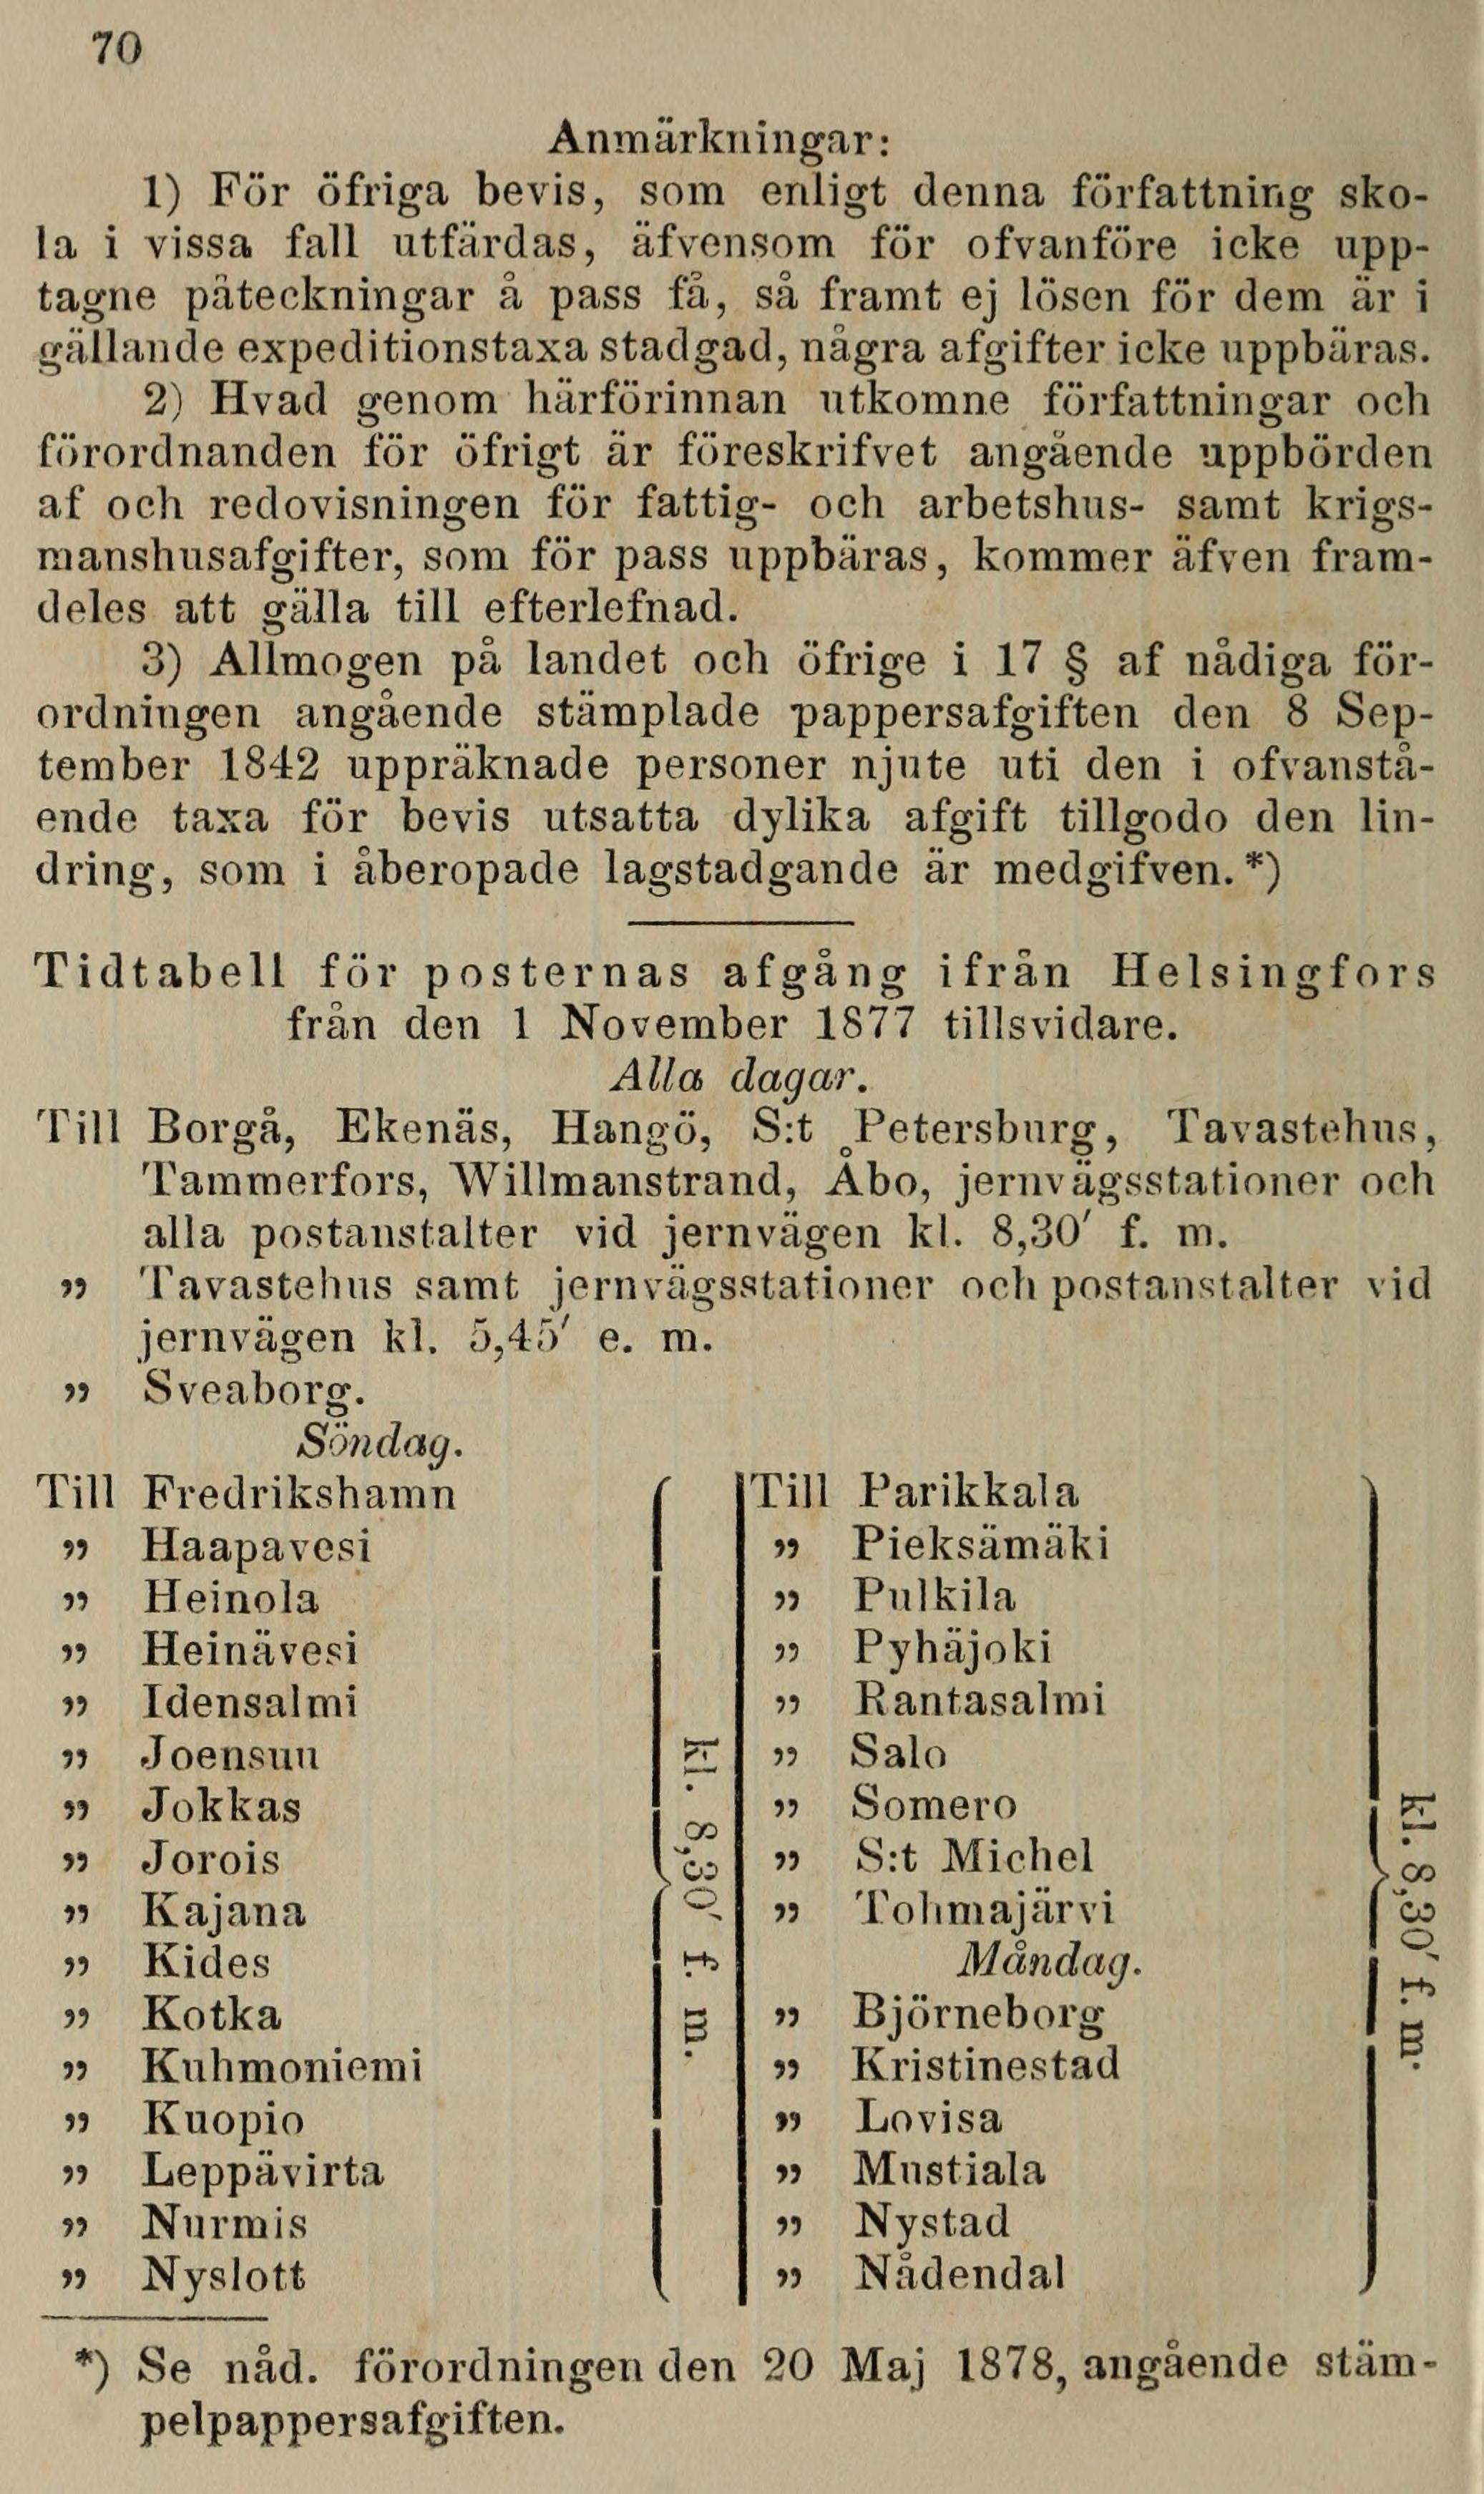 70
Anmärkningar:
1) För öfriga bevis, som enligt denna författning sko-
la i vissa fall utfärdas, äfvensom för ofvanföre icke upp-
tagne påteckningar å pass få, så framt ej lösen för dem är i
gällande expeditionstaxa stadgad, några afgifter icke uppbäras.
2) Hvad genom härförinnan utkomne författningar och
förordnanden för öfrigt är föreskrifvet angående uppbörden
af och redovisningen för fattig- och arbetshus- samt krigs-
manshusafgifter, som för pass uppbäras, kommer äfven fram-
deles att gälla till efterlefnad.
3) Allmogen på landet och öfrige i 17 § af nådiga för-
ordningen angående stämplade pappersafgiften den 8 Sep-
tember 1842 uppräknade personer njute uti den i ofvanstå-
ende taxa för bevis utsatta dylika afgift tillgodo den lin-
dring, som i åberopade lagstadgande är medgifven.*)
Tidtabell för posternas afgång ifrån Helsingfors
från den 1 November 1877 tillsvidare.
Alla dagar.
Till Borgå, Ekenäs, Hangö, S:t Petersburg, Tavastehus,
Tammerfors, Willmanstrand, Åbo, jernvägsstationer och
alla postanstalter vid jernvägen kl. 8,30' f. m.
„ Tavastehus samt jernvägsstationer och postanstalter vid
jernvägen kl. 5,45' e. m.
„ Sveaborg.
Söndag.
Till Fredrikshamn
„ Haapavesi
„ Heinola
„ Heinävesi
„ Idensalmi
„ Joensuu
„ Jokkas
„ Jorois
„ Kajana
„ Kides
„ Kotka
„ Kuhmoniemi
„ Kuopio
„ Leppävirta
„ Nurmis
„ Nyslott
kl. 8,30' f. m.
Till Parikkala
„ Pieksämäki
„ Pulkila
„ Pyhäjoki
„ Rantasalmi
„ Salo
„ Somero
„ S:t Michel
„ Tohmajärvi
Måndag.
„ Björneborg
„ Kristinestad
„ Lovisa
„ Mustiala
„ Nystad
„ Nådendal
kl. 8,30' f. m.
*) Se nåd. förordningen den 20 Maj 1878, angående stäm-
pelpappersafgiften.